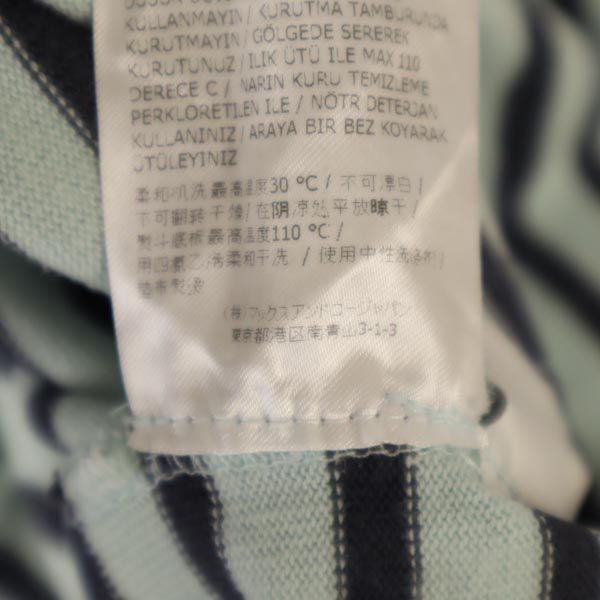 KULLANMAYIN/KURUTMA TAMBURUNDA
KURUTMAYIN/GÖLGEDE SEREREK
KURUTUNUZ/ILIK ÜTÜ ILE MAX 110
DERECE C/ NARIN KURU TEMIZLEME
PERKLORETILEN ILE / NÖTR DETERJAN
KULLANINIZ/ARAYA BIR BEZ KOYARAK
ÜTÜLEYINIZ
柔和机洗最高温度30 °C/ 不可漂白/
不可翻转干燥/在阴凉处平放晾干/
熨斗底板最高温度110 °C/
用四氯乙烯柔和干洗 / 使用中性洗涤剂/
垫布熨烫
(株)マックスアンドコージャパン
東京都港区南青山3-1-3